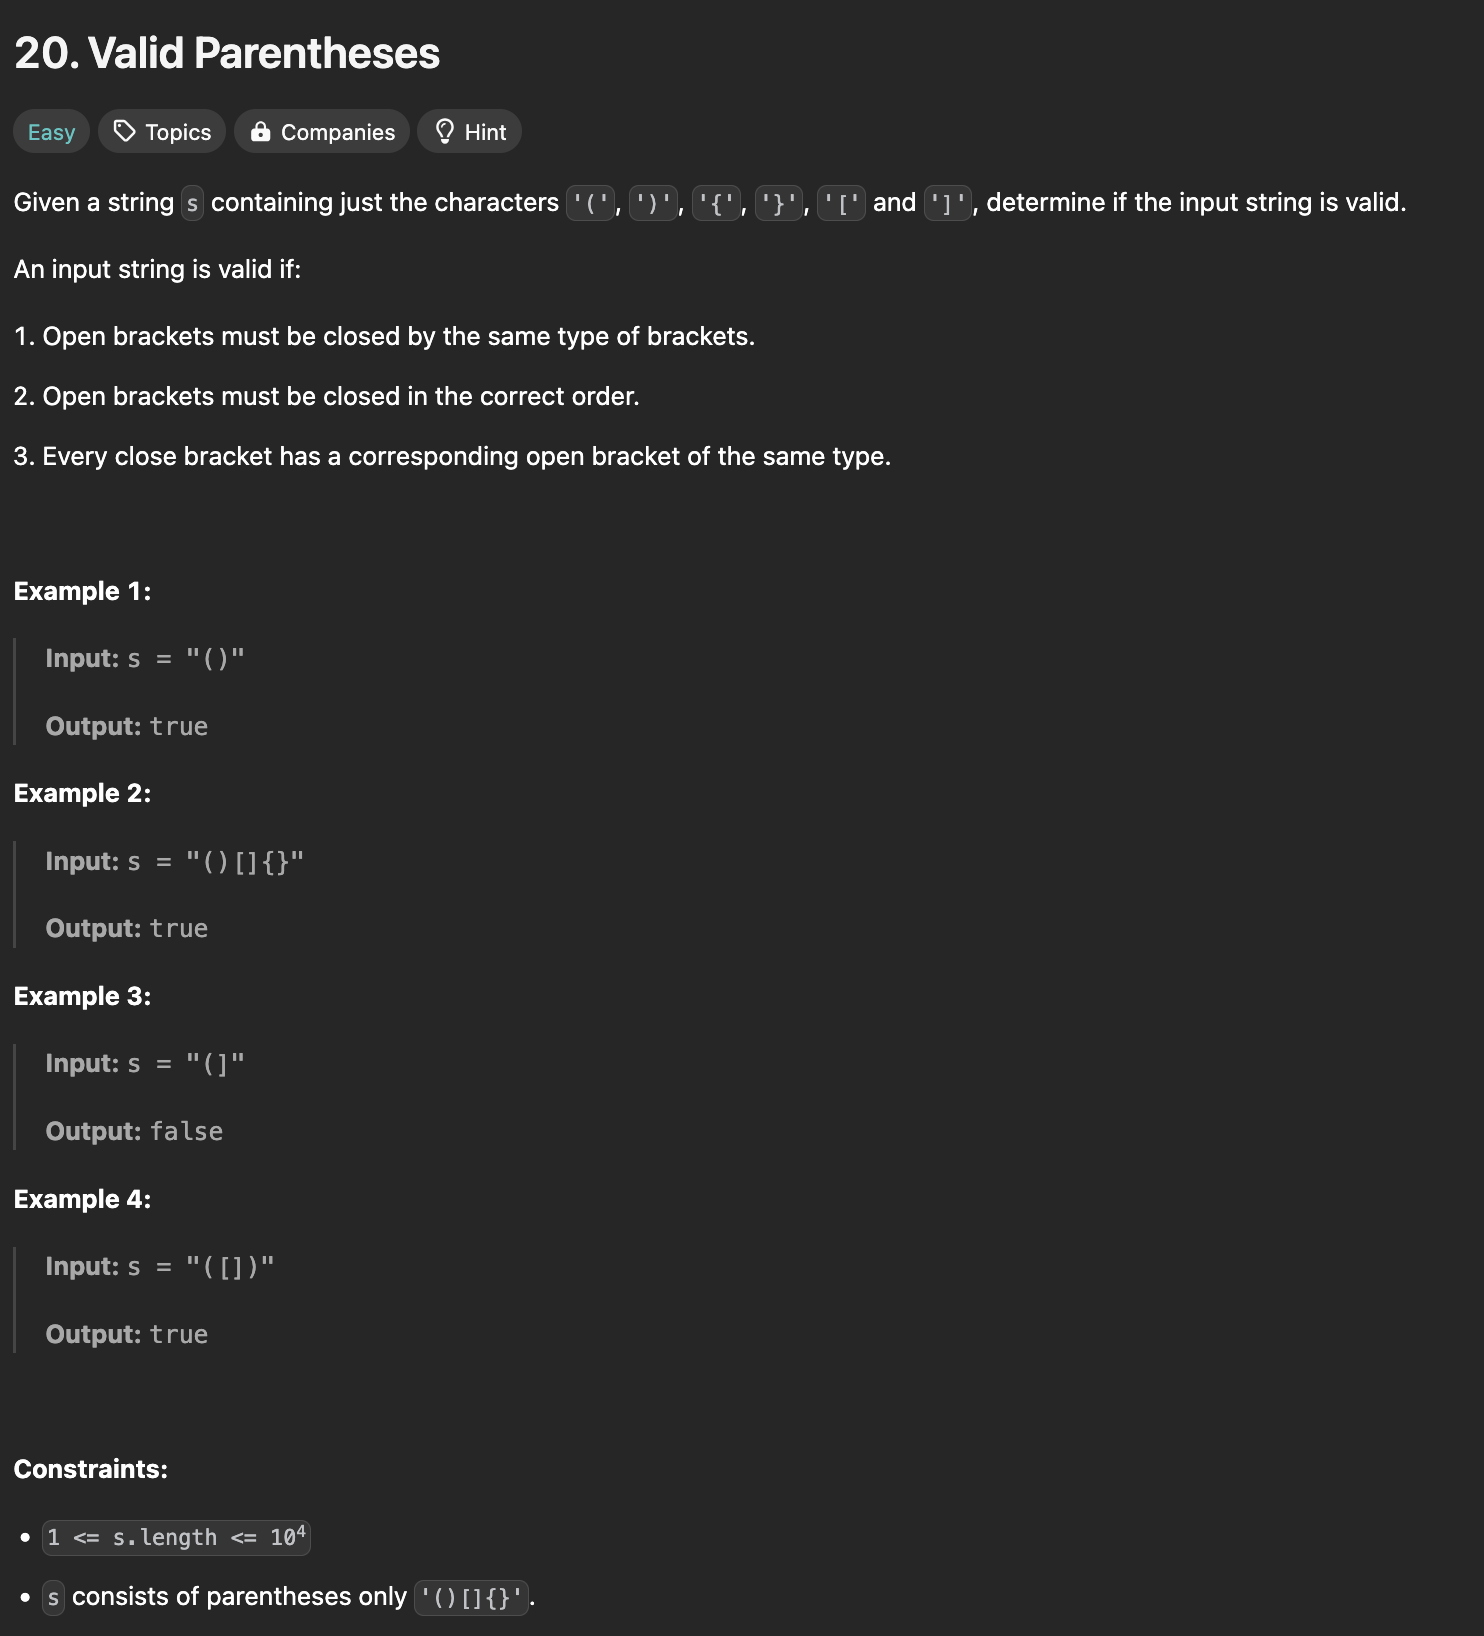 20. Valid Parentheses
Easy Topics Companies Hint
Given a string s containing just the characters '(', ')', '{', '}', '[' and ']', determine if the input string is valid.
An input string is valid if:
1. Open brackets must be closed by the same type of brackets.
2. Open brackets must be closed in the correct order.
3. Every close bracket has a corresponding open bracket of the same type.
Example 1:
Input: s = "()"
Output: true
Example 2:
Input: s = "()[]{}"
Output: true
Example 3:
Input: s = "(]"
Output: false
Example 4:
Input: s = "([])"
Output: true
Constraints:
• 1 <= s.length <= 10⁴
• s consists of parentheses only '()[]{}'.